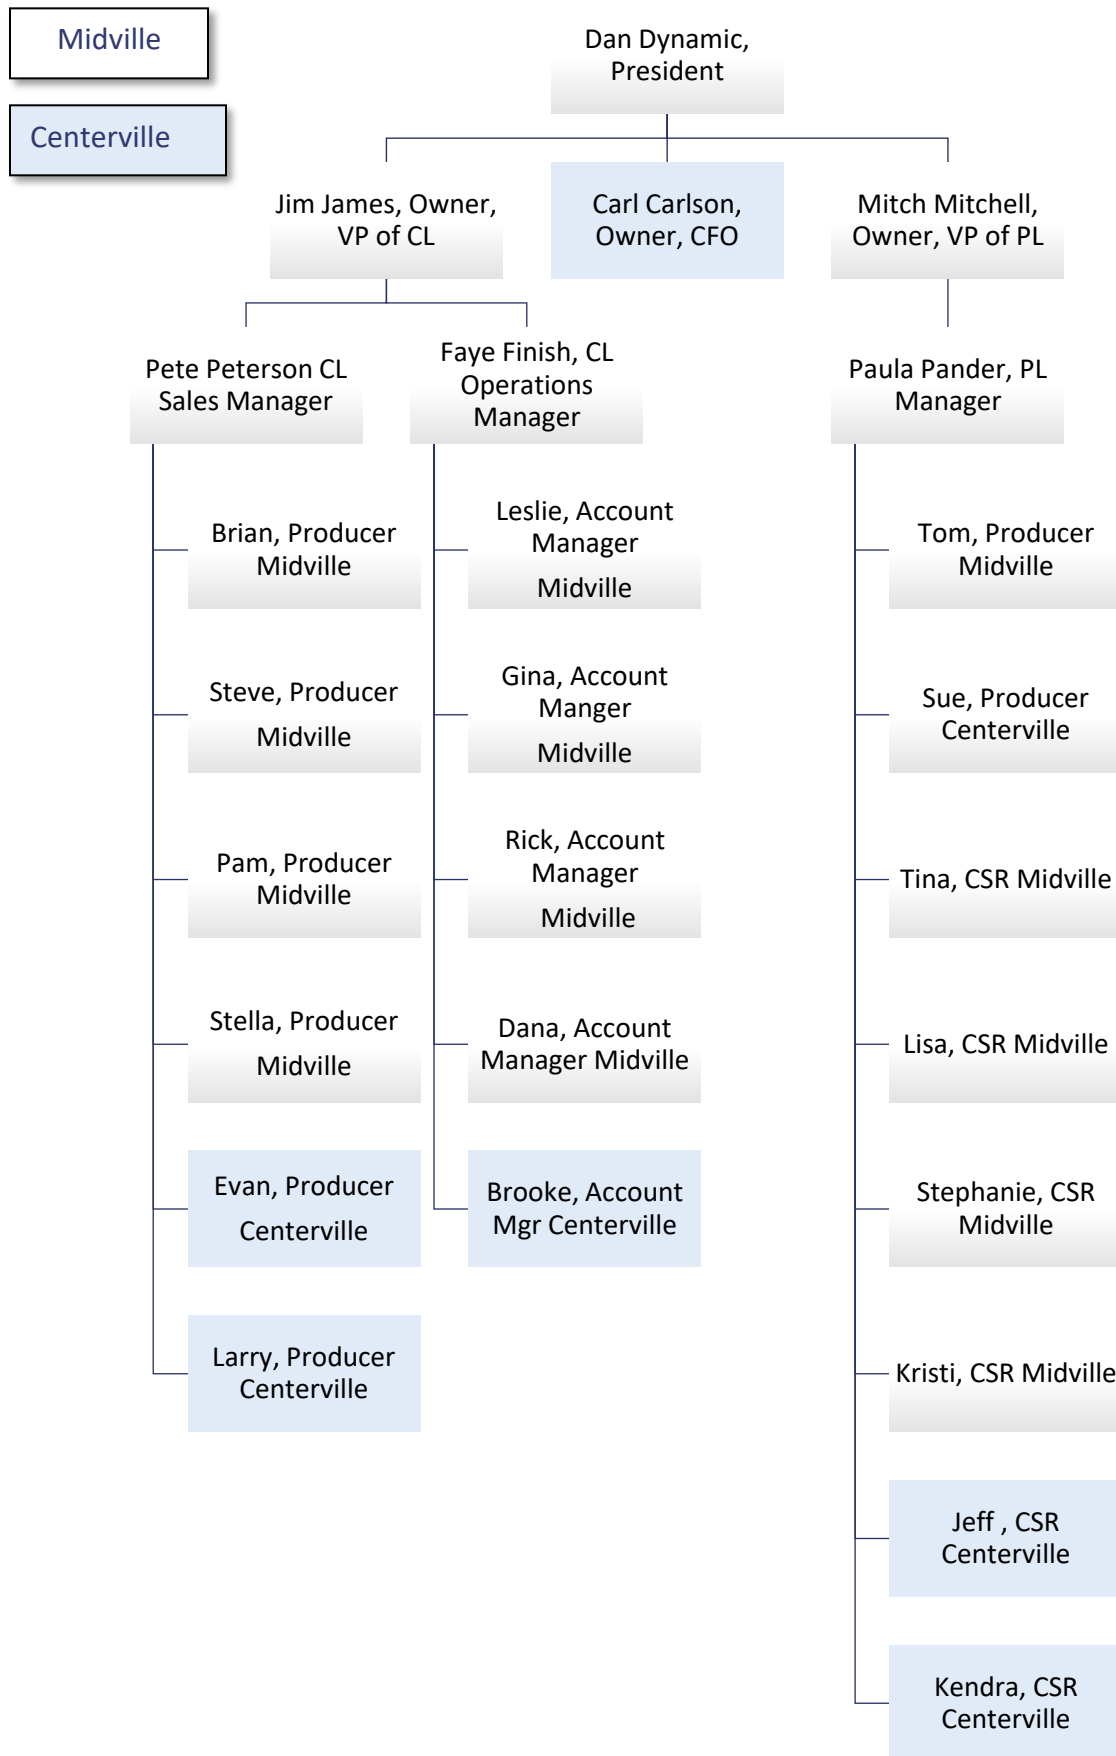 Midville
Centerville
Dan Dynamic,
President
Jim James, Owner,
VP of CL
Carl Carlson,
Owner, CFO
Mitch Mitchell,
Owner, VP of PL
Pete Peterson CL
Sales Manager
Faye Finish, CL
Operations
Manager
Paula Pander, PL
Manager
Brian, Producer
Midville
Steve, Producer
Midville
Pam, Producer
Midville
Stella, Producer
Midville
Evan, Producer
Centerville
Larry, Producer
Centerville
Leslie, Account
Manager
Midville
Gina, Account
Manger
Midville
Rick, Account
Manager
Midville
Dana, Account
Manager Midville
Brooke, Account
Mgr Centerville
Tom, Producer
Midville
Sue, Producer
Centerville
Tina, CSR Midville
Lisa, CSR Midville
Stephanie, CSR
Midville
Kristi, CSR Midville
Jeff , CSR
Centerville
Kendra, CSR
Centerville